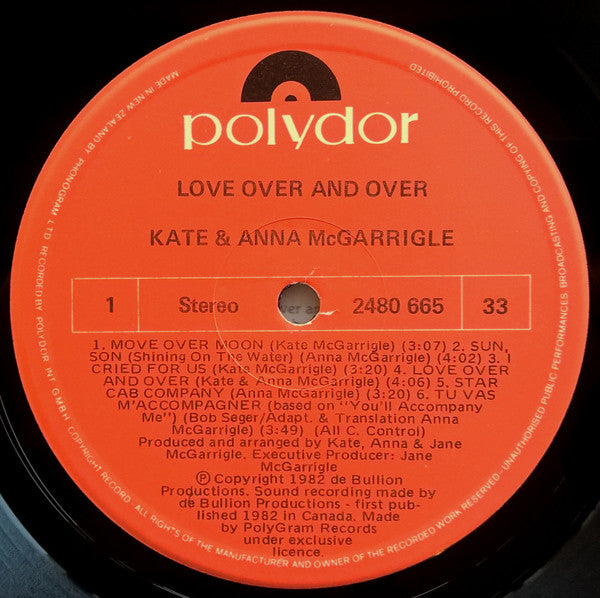 polydor
LOVE OVER AND OVER
KATE & ANNA McGARRIGLE
1 Stereo 2480 665 33
1. MOVE OVER MOON (Kate McGarrigle) (3:07) 2. SUN,
SON (Shining On The Water) (Anna McGarrigle) (4:02) 3. I
CRIED FOR US (Kate McGarrigle) (3:20) 4. LOVE OVER
AND OVER (Kate & Anna McGarrigle) (4:06) 5. STAR
CAB COMPANY (Anna McGarrigle) (3:20) 6. TU VAS
M'ACCOMPAGNER (based on "You'll Accompany
Me") (Bob Seger/Adapt. & Translation Anna
McGarrigle) (3:49) (All C. Control)
Produced and arranged by Kate, Anna & Jane
McGarrigle. Executive Producer: Jane
McGarrigle
Ⓟ Copyright 1982 de Bullion
Productions. Sound recording made by
de Bullion Productions - first pub-
lished 1982 in Canada. Made
by PolyGram Records
under exclusive
licence.
MADE IN NEW ZEALAND BY PHONOGRAM LTD RECORDED BY POLYDOR INT GMBH. COPYRIGHT RECORD. ALL RIGHTS OF THE MANUFACTURER AND OWNER OF THE RECORDED WORK RESERVED - UNAUTHORISED PUBLIC PERFORMANCES, BROADCASTING AND COPYING OF THIS RECORD PROHIBITED